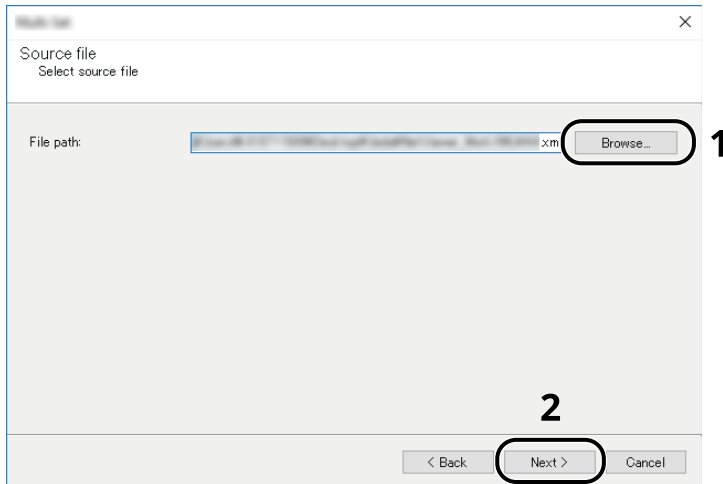 Source file
Select source file
File path:
.xm
Browse...
1
2
< Back
Next >
Cancel